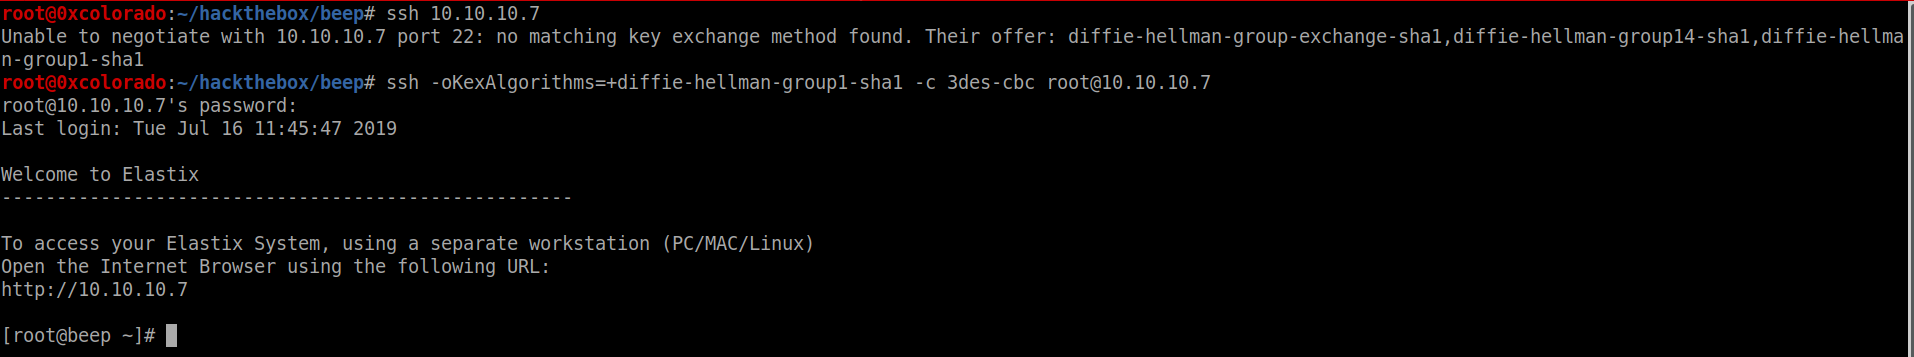 root@0xcolorado:~/hackthebox/beep# ssh 10.10.10.7
Unable to negotiate with 10.10.10.7 port 22: no matching key exchange method found. Their offer: diffie-hellman-group-exchange-sha1,diffie-hellman-group14-sha1,diffie-hellma
n-group1-sha1
root@0xcolorado:~/hackthebox/beep# ssh -oKexAlgorithms=+diffie-hellman-group1-sha1 -c 3des-cbc root@10.10.10.7
root@10.10.10.7's password:
Last login: Tue Jul 16 11:45:47 2019
Welcome to Elastix
----------------------------------------------------
To access your Elastix System, using a separate workstation (PC/MAC/Linux)
Open the Internet Browser using the following URL:
http://10.10.10.7
[root@beep ~]#